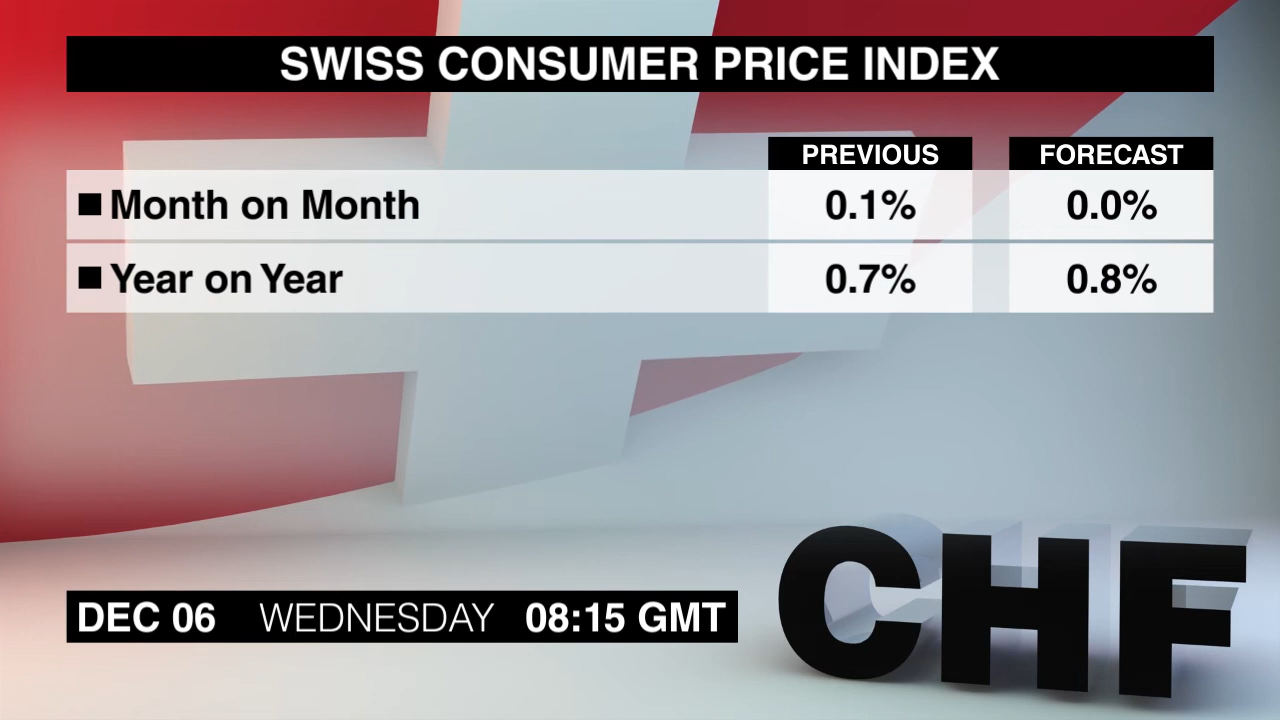 SWISS CONSUMER PRICE INDEX
PREVIOUS FORECAST
Month on Month 0.1% 0.0%
Year on Year 0.7% 0.8%
DEC 06 WEDNESDAY 08:15 GMT
CHF